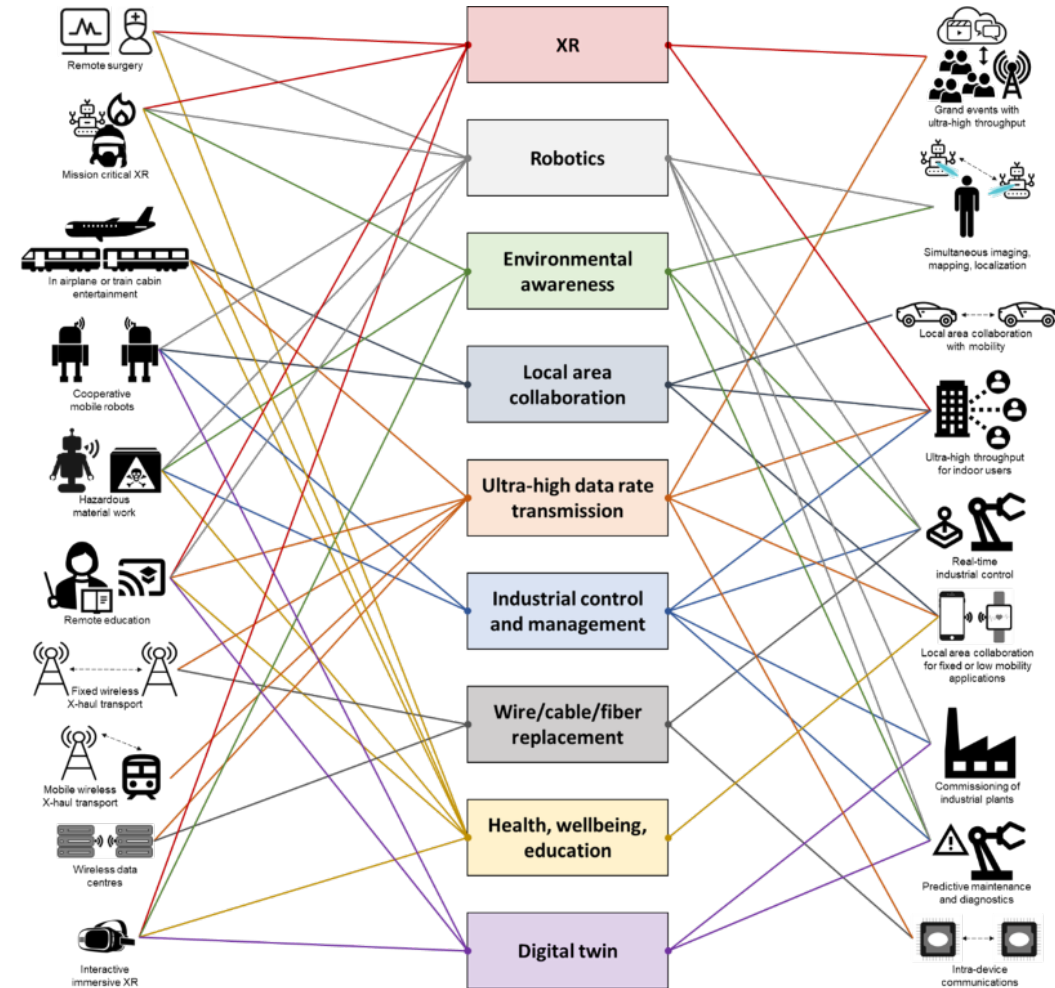 Remote surgery
Mission critical XR
In airplane or train cabin
entertainment
Cooperative
mobile robots
Hazardous
material work
Remote education
Fixed wireless
X-haul transport
Mobile wireless
X-haul transport
Wireless data
centres
Interactive
immersive XR
XR
Robotics
Environmental
awareness
Local area
collaboration
Ultra-high data rate
transmission
Industrial control
and management
Wire/cable/fiber
replacement
Health, wellbeing,
education
Digital twin
Grand events with
ultra-high throughput
Simultaneous imaging,
mapping, localization
Local area collaboration
with mobility
Ultra-high throughput
for indoor users
Real-time
industrial control
Local area collaboration
for fixed or low mobility
applications
Commissioning of
industrial plants
Predictive maintenance
and diagnostics
Intra-device
communications